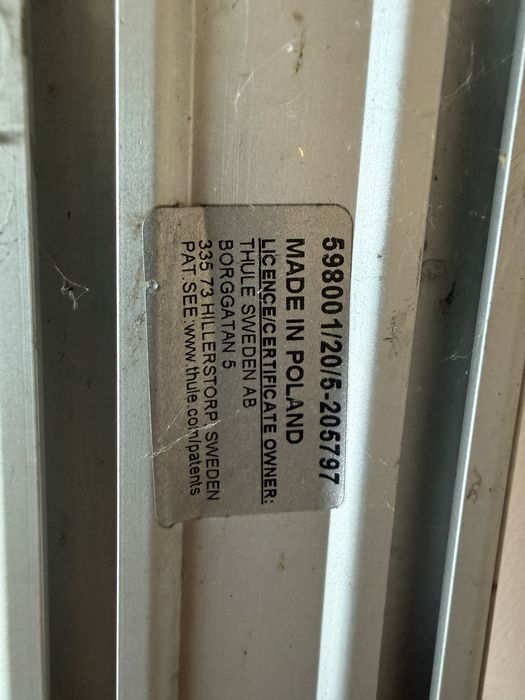 598001/20/5-205797
MADE IN POLAND
LICENCE/CERTIFICATE OWNER:
THULE SWEDEN AB
BORGGATAN 5
335 73 HILLERSTORP, SWEDEN
PAT.SEE:www.thule.com/patents